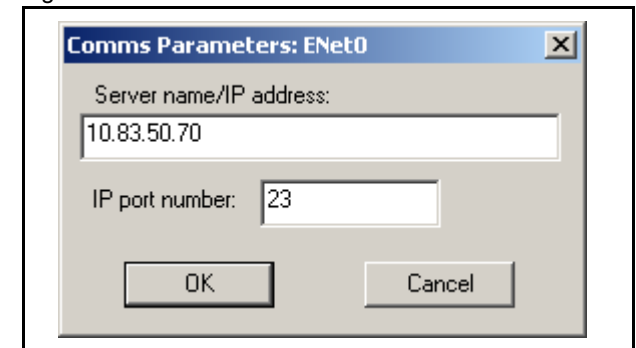 Comms Parameters: ENet0
Server name/IP address:
10.83.50.70
IP port number: 23
OK Cancel